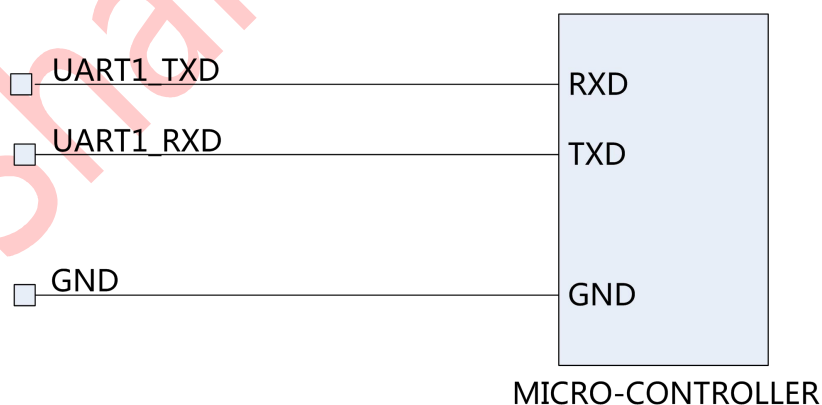 UART1_TXD
RXD
UART1_RXD
TXD
GND
GND
MICRO-CONTROLLER